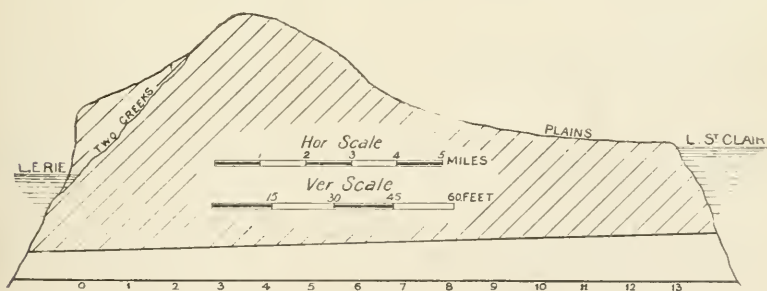 TWO CREEKS
PLAINS
L. ST CLAIR
L. ERIE
Hor Scale
1 2 3 4 5 MILES
Ver Scale
15 30 45 60 FEET
0 1 2 3 4 5 6 7 8 9 10 11 12 13